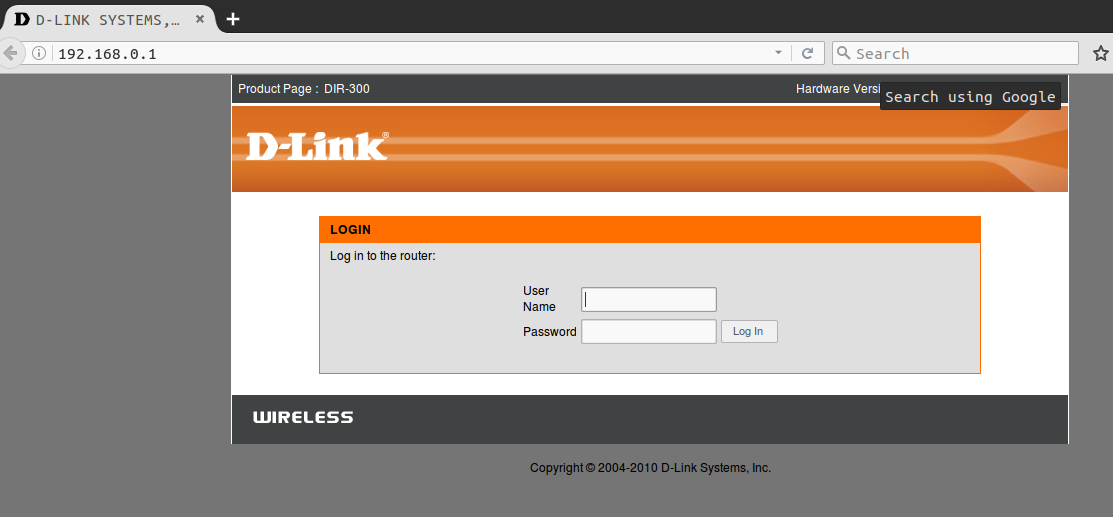 D-LINK SYSTEMS,...
192.168.0.1
Search
Product Page : DIR-300
Hardware Versi
Search using Google
D-Link®
LOGIN
Log in to the router:
User
Name
Password
Log In
WIRELESS
Copyright © 2004-2010 D-Link Systems, Inc.